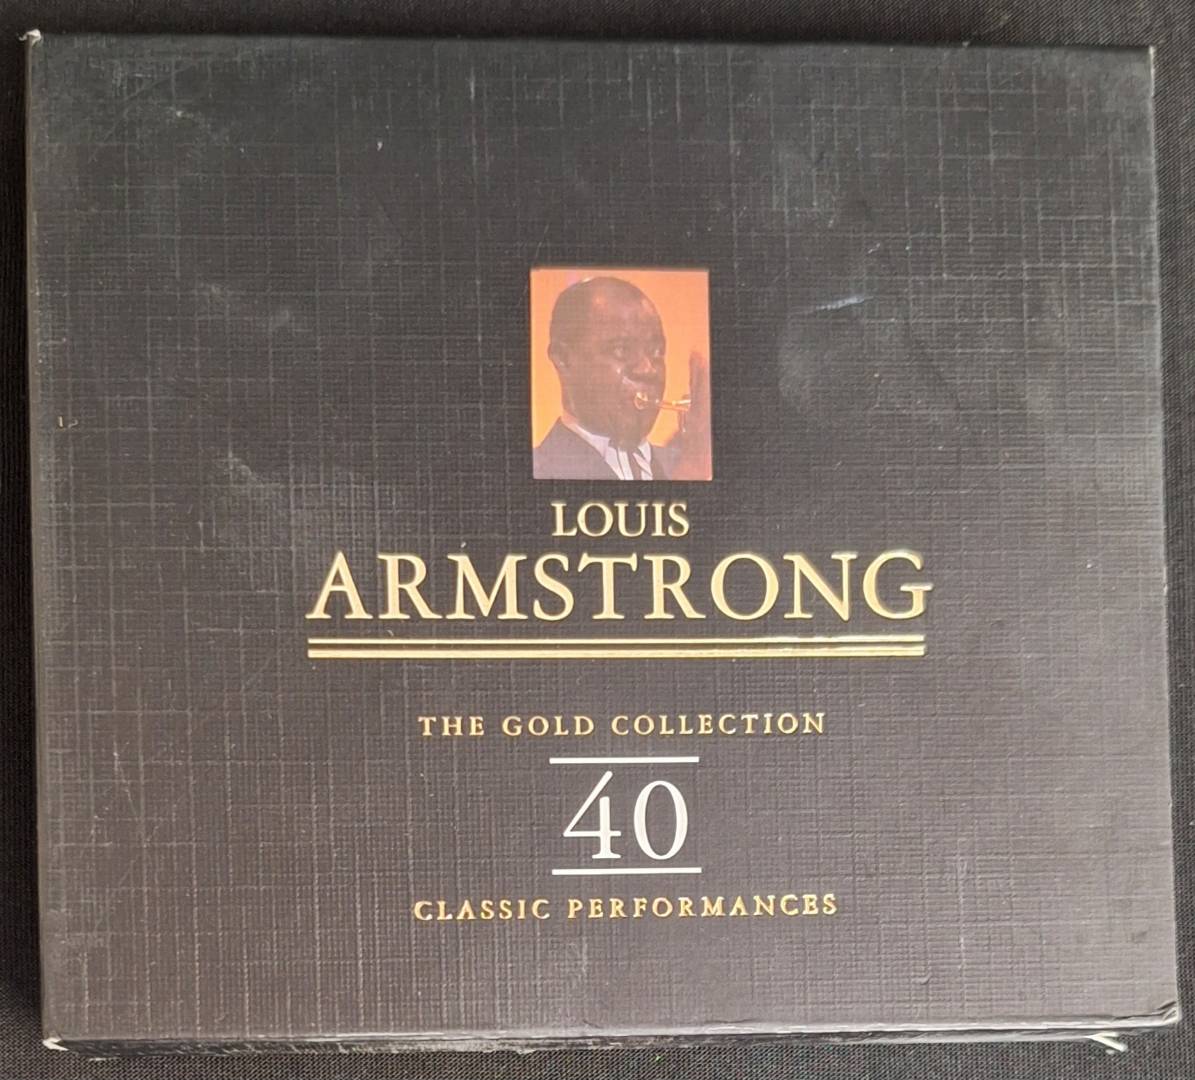 LOUIS
ARMSTRONG
THE GOLD COLLECTION
40
CLASSIC PERFORMANCES